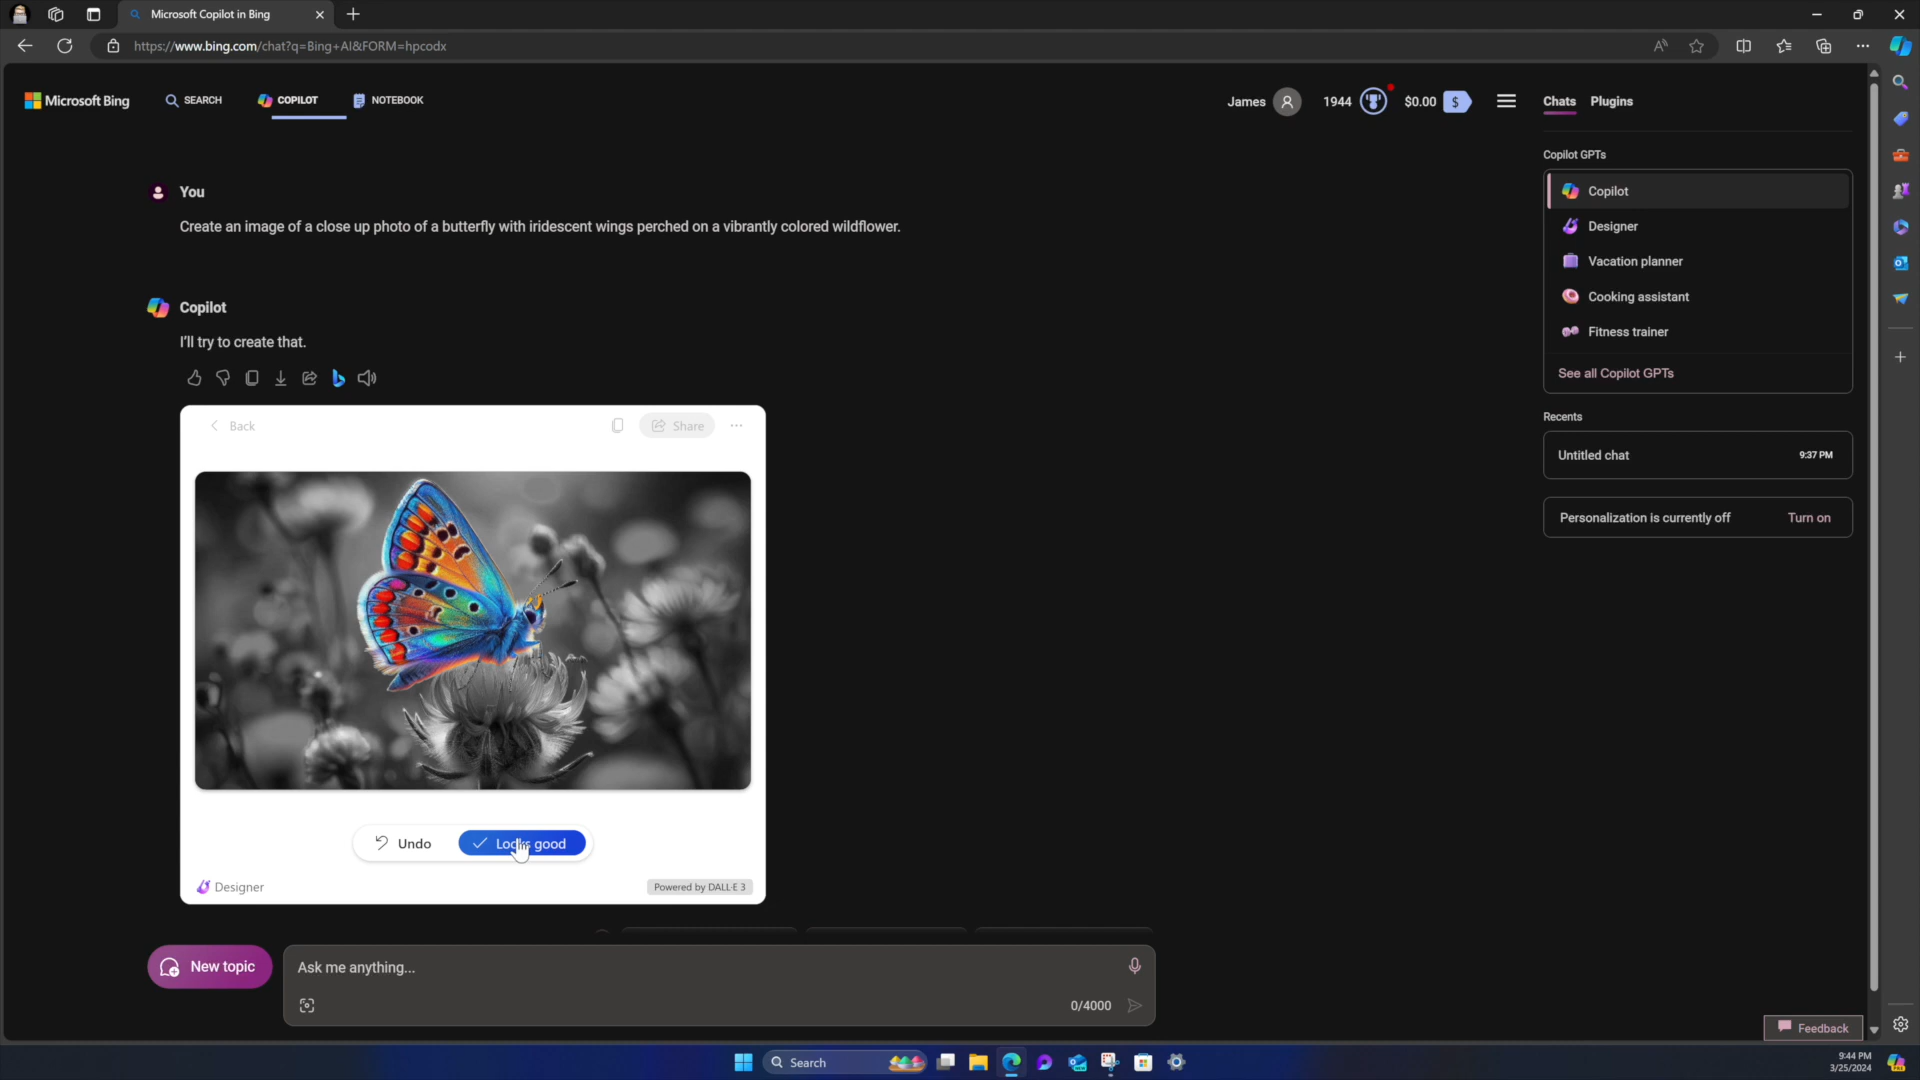 Microsoft Copilot in Bing
https://www.bing.com/chat?q=Bing+AI&FORM=hpcodx
Microsoft Bing
SEARCH
COPILOT
NOTEBOOK
James
1944
$0.00
Chats
Plugins
Copilot GPTs
Copilot
Designer
Vacation planner
Cooking assistant
Fitness trainer
See all Copilot GPTs
Recents
Untitled chat
9:37 PM
Personalization is currently off
Turn on
You
Create an image of a close up photo of a butterfly with iridescent wings perched on a vibrantly colored wildflower.
Copilot
I'll try to create that.
Back
Share
Undo
Looks good
Designer
Powered by DALL·E 3
New topic
Ask me anything...
0/4000
Feedback
Search
9:44 PM
3/25/2024